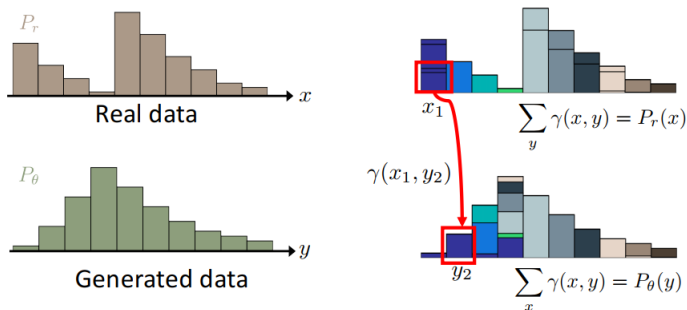 P_r
x
Real data
P_θ
y
Generated data
x_1
∑_y γ(x, y) = P_r(x)
γ(x_1, y_2)
y_2
∑_x γ(x, y) = P_θ(y)